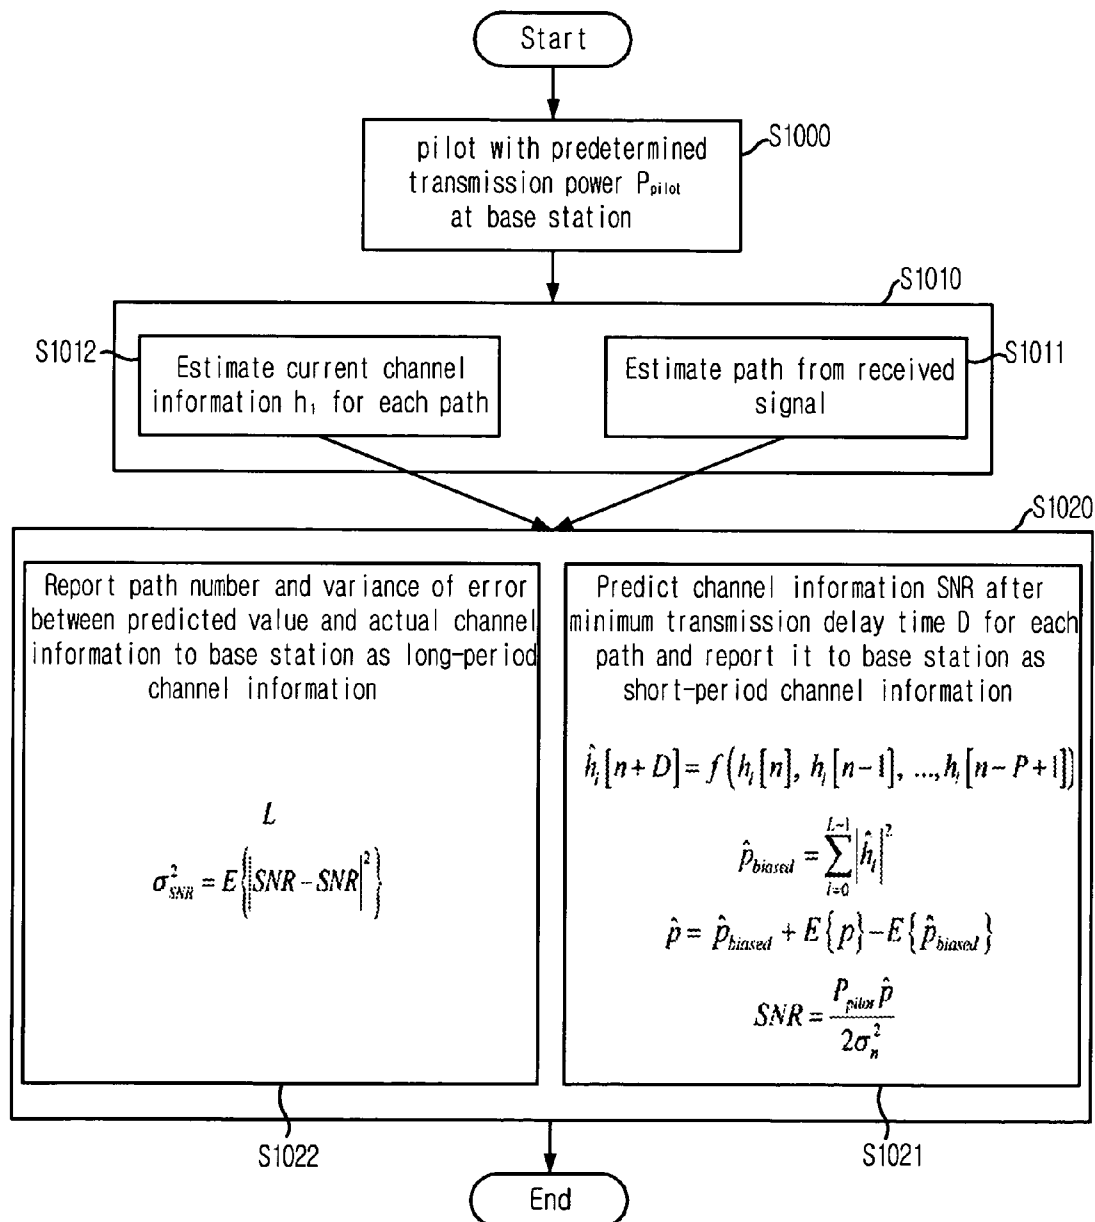 Start
S1000
pilot with predetermined
transmission power Ppilot
at base station
S1010
S1012
Estimate current channel
information h₁ for each path
S1011
Estimate path from received
signal
S1020
Report path number and variance of error
between predicted value and actual channel
information to base station as long-period
channel information
L
σ²_SNR = E{|SNR - SNR|²}
Predict channel information SNR after
minimum transmission delay time D for each
path and report it to base station as
short-period channel information
ĥ_l[n+D] = f(h_l[n], h_l[n-1], ..., h_l[n-P+1])
p̂_biased = ∑_{l=0}^{L-1} |ĥ_l|²
p̂ = p̂_biased + E{p} - E{p̂_biased}
SNR = P_pilot p̂ / 2σ_n²
S1022
S1021
End